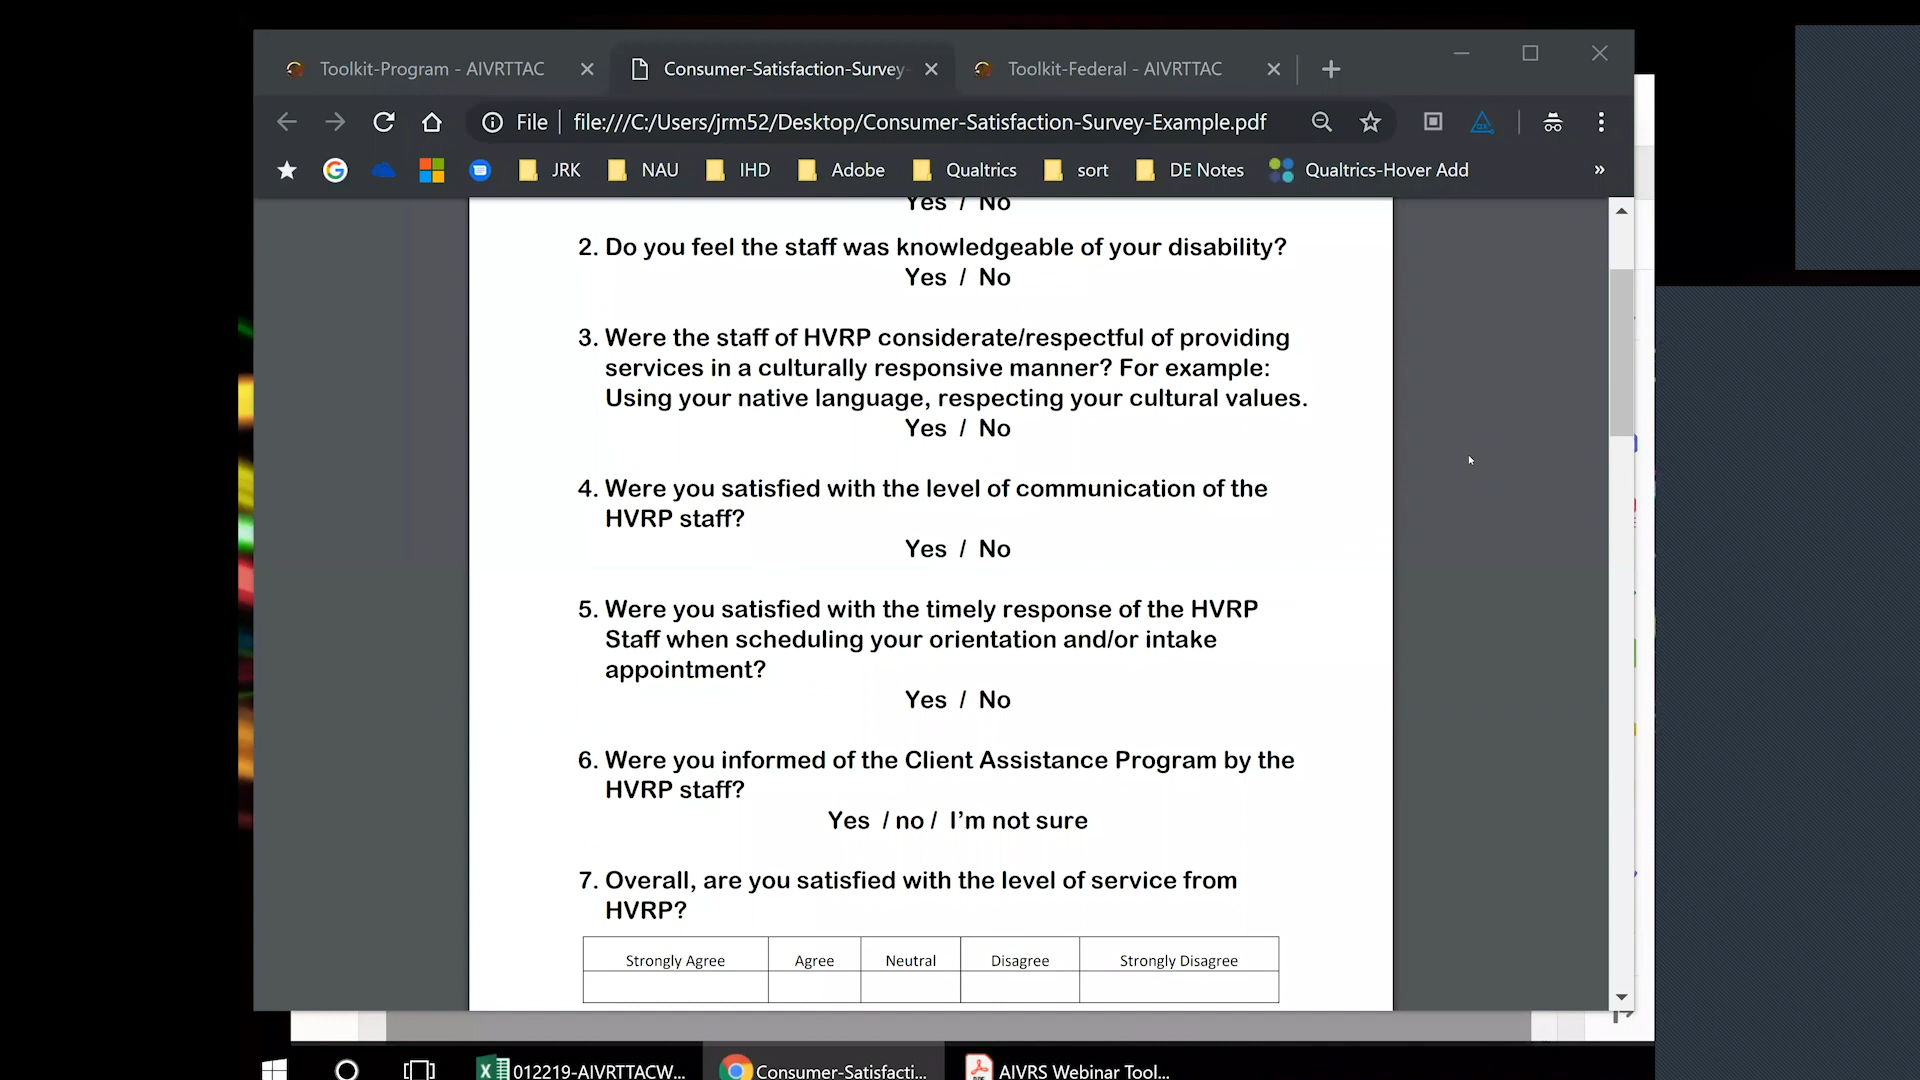 Toolkit-Program - AIVRTTAC
Consumer-Satisfaction-Survey-
Toolkit-Federal - AIVRTTAC
File
file:///C:/Users/jrm52/Desktop/Consumer-Satisfaction-Survey-Example.pdf
JRK
NAU
IHD
Adobe
Qualtrics
sort
DE Notes
Qualtrics-Hover Add
»
Yes / No
2. Do you feel the staff was knowledgeable of your disability?
Yes / No
3. Were the staff of HVRP considerate/respectful of providing
services in a culturally responsive manner? For example:
Using your native language, respecting your cultural values.
Yes / No
4. Were you satisfied with the level of communication of the
HVRP staff?
Yes / No
5. Were you satisfied with the timely response of the HVRP
Staff when scheduling your orientation and/or intake
appointment?
Yes / No
6. Were you informed of the Client Assistance Program by the
HVRP staff?
Yes / no / I'm not sure
7. Overall, are you satisfied with the level of service from
HVRP?
Strongly Agree
Agree
Neutral
Disagree
Strongly Disagree
012219-AIVRTTACW...
Consumer-Satisfacti...
AIVRS Webinar Tool...